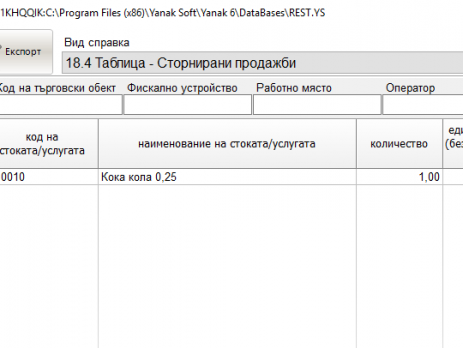 1KHQQIK:C:\Program Files (x86)\Yanak Soft\Yanak 6\DataBases\REST.YS
Експорт
Вид справка
18.4 Таблица - Сторнирани продажби
Код на търговски обект Фискално устройство Работно място Оператор
код на стоката/услугата наименование на стоката/услугата количество еди (без
0010 Кока кола 0,25 1,00